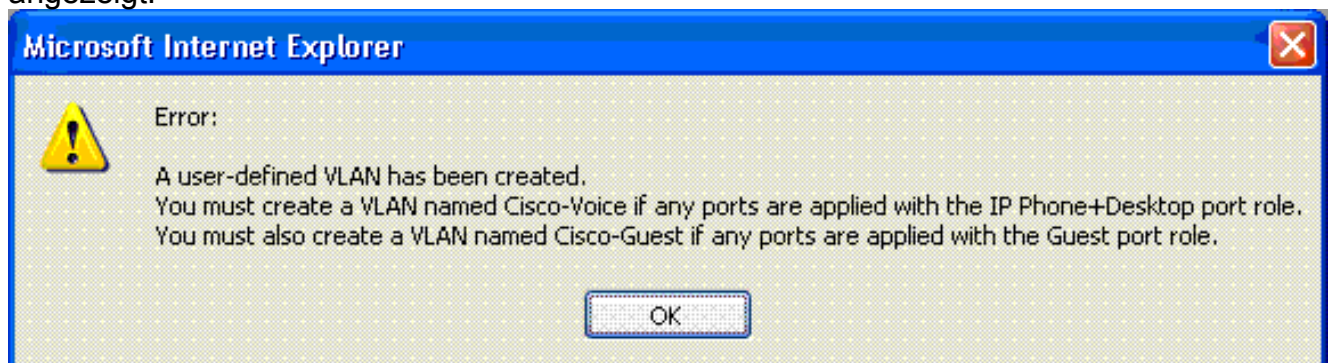 angezeigt.
Microsoft Internet Explorer
Error:
A user-defined VLAN has been created.
You must create a VLAN named Cisco-Voice if any ports are applied with the IP Phone+Desktop port role.
You must also create a VLAN named Cisco-Guest if any ports are applied with the Guest port role.
OK